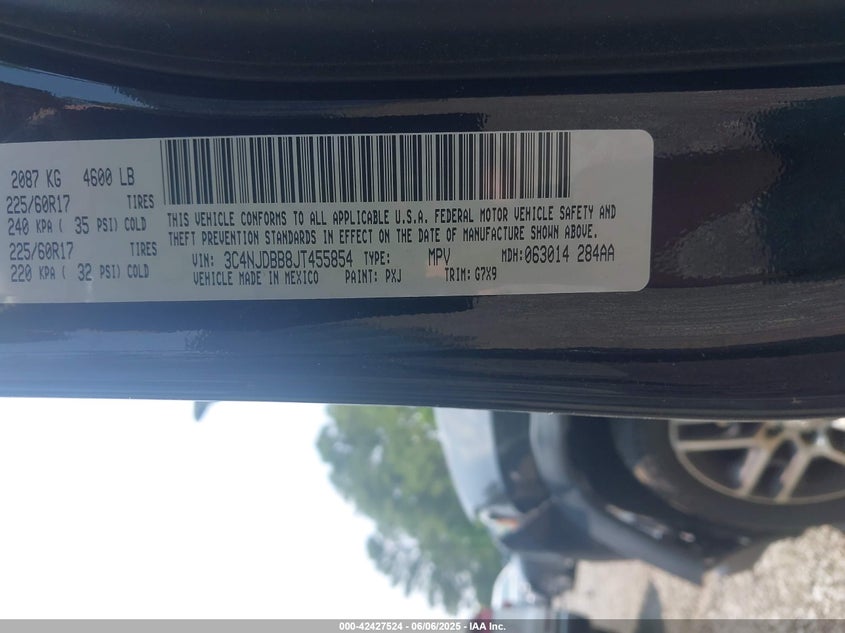 2087 KG 4600 LB
225/60R17 TIRES
240 KPA ( 35 PSI) COLD
225/60R17 TIRES
220 KPA ( 32 PSI) COLD
THIS VEHICLE CONFORMS TO ALL APPLICABLE U.S.A. FEDERAL MOTOR VEHICLE SAFETY AND
THEFT PREVENTION STANDARDS IN EFFECT ON THE DATE OF MANUFACTURE SHOWN ABOVE.
VIN: 3C4NJDBB8JT455854 TYPE: MPV MDH:063014 284AA
VEHICLE MADE IN MEXICO PAINT: PXJ TRIM: G7X9
000-42427524 - 06/06/2025 - IAA Inc.